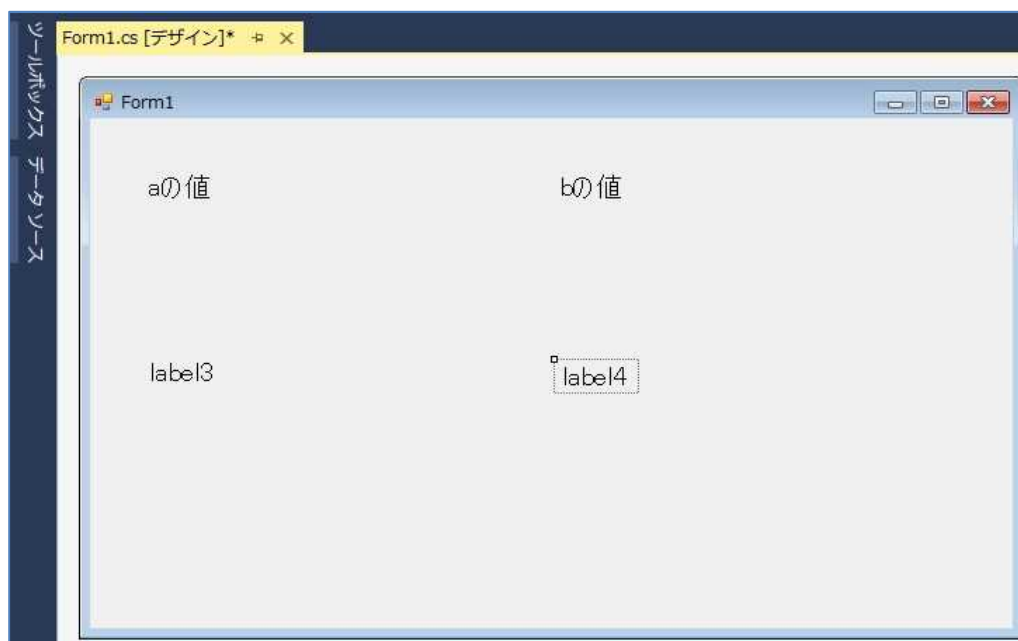 ツールボックス
データ ソース
Form1.cs [デザイン]*
Form1
aの値
bの値
label3
label4